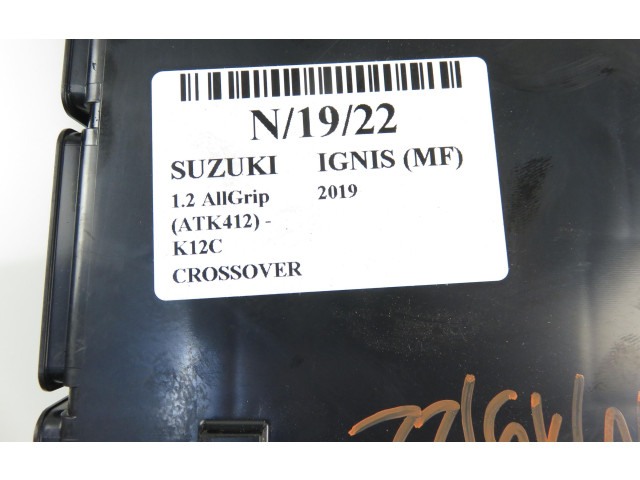 N/19/22
SUZUKI IGNIS (MF)
1.2 AllGrip 2019
(ATK412) -
K12C
CROSSOVER